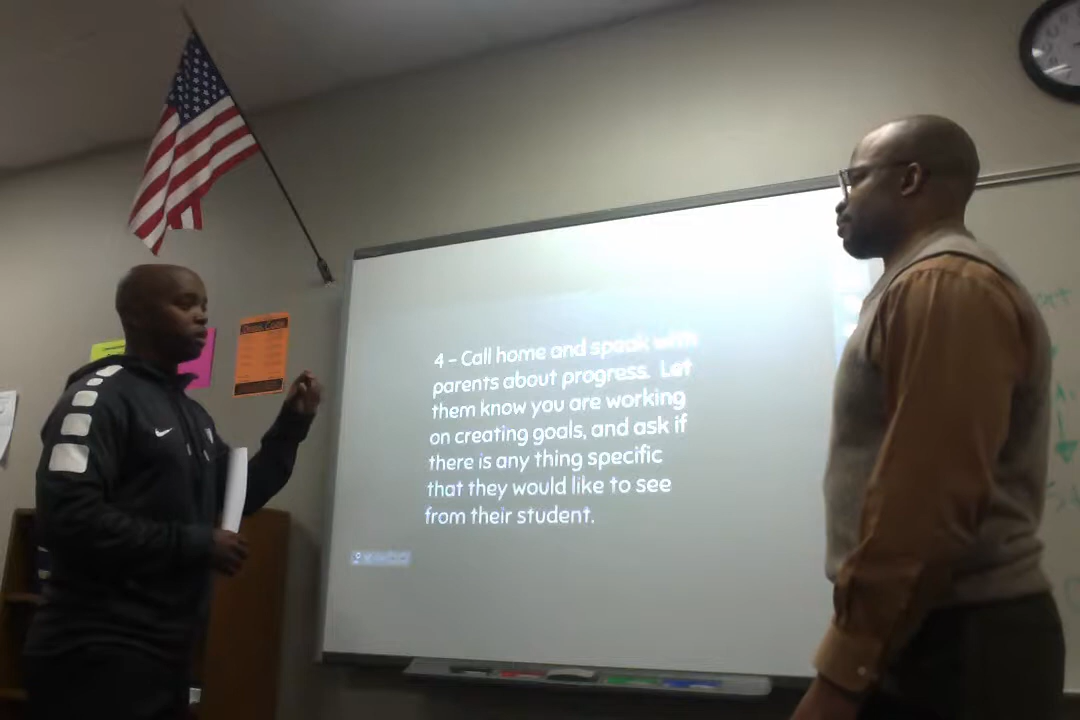 4 - Call home and speak with
parents about progress. Let
them know you are working
on creating goals, and ask if
there is any thing specific
that they would like to see
from their student.